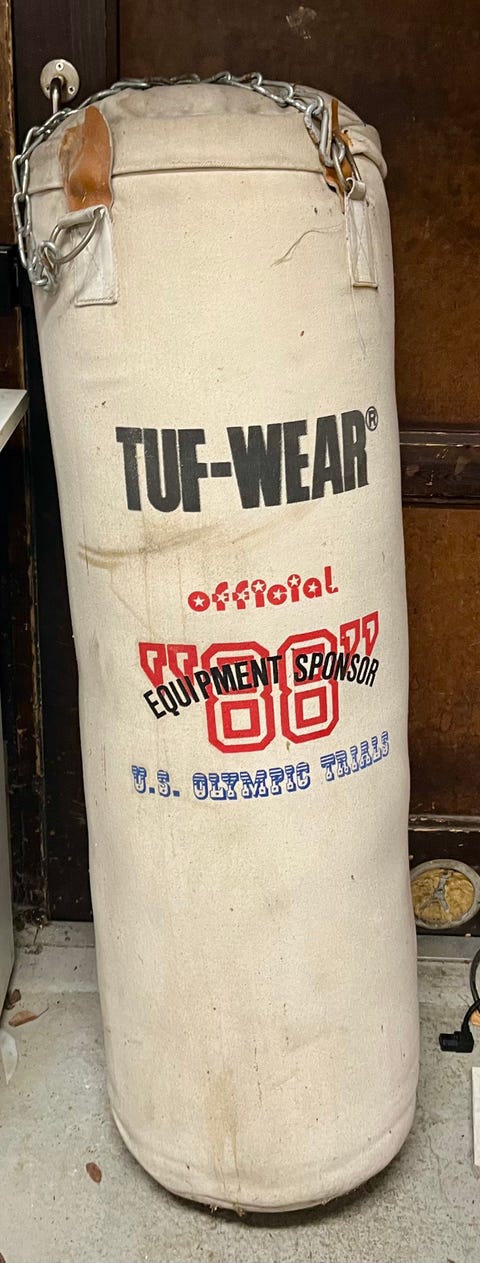 TUF-WEAR®
official
"88"
EQUIPMENT SPONSOR
U.S. OLYMPIC TRIALS